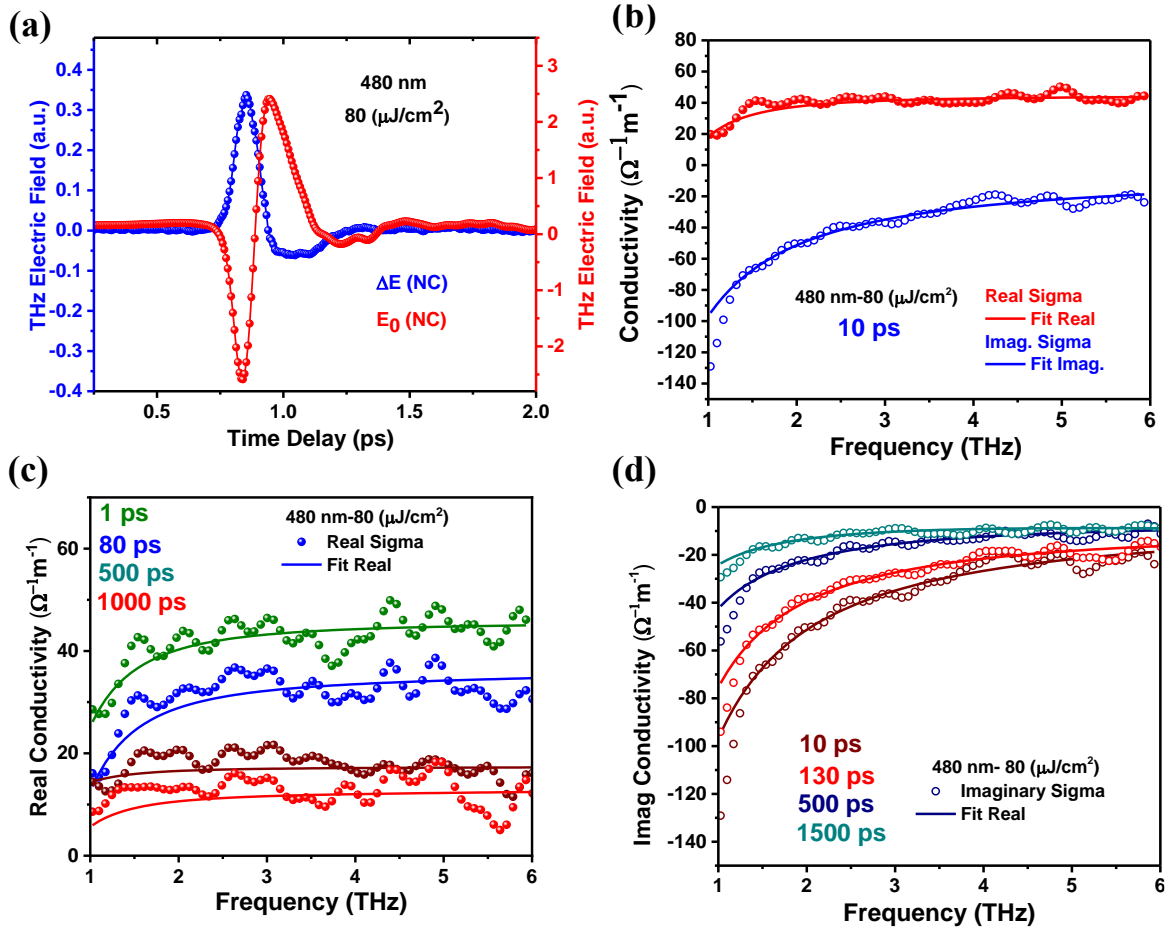 (a)
THz Electric Field (a.u.)
0.4
0.3
0.2
0.1
0.0
-0.1
-0.2
-0.3
-0.4
480 nm
80 (μJ/cm²)
ΔE (NC)
E₀ (NC)
3
2
1
0
-1
-2
THz Electric Field (a.u.)
0.5
1.0
1.5
2.0
Time Delay (ps)
(b)
Conductivity (Ω⁻¹m⁻¹)
80
60
40
20
0
-20
-40
-60
-80
-100
-120
-140
480 nm-80 (μJ/cm²)
10 ps
Real Sigma
Fit Real
Imag. Sigma
Fit Imag.
-150
1
2
3
4
5
6
Frequency (THz)
(c)
Real Conductivity (Ω⁻¹m⁻¹)
80
60
40
20
0
1 ps
80 ps
500 ps
1000 ps
480 nm-80 (μJ/cm²)
Real Sigma
Fit Real
1
2
3
4
5
6
Frequency (THz)
(d)
Imag Conductivity (Ω⁻¹m⁻¹)
0
-20
-40
-60
-80
-100
-120
-140
10 ps
130 ps
500 ps
1500 ps
480 nm- 80 (μJ/cm²)
Imaginary Sigma
Fit Real
1
2
3
4
5
6
Frequency (THz)